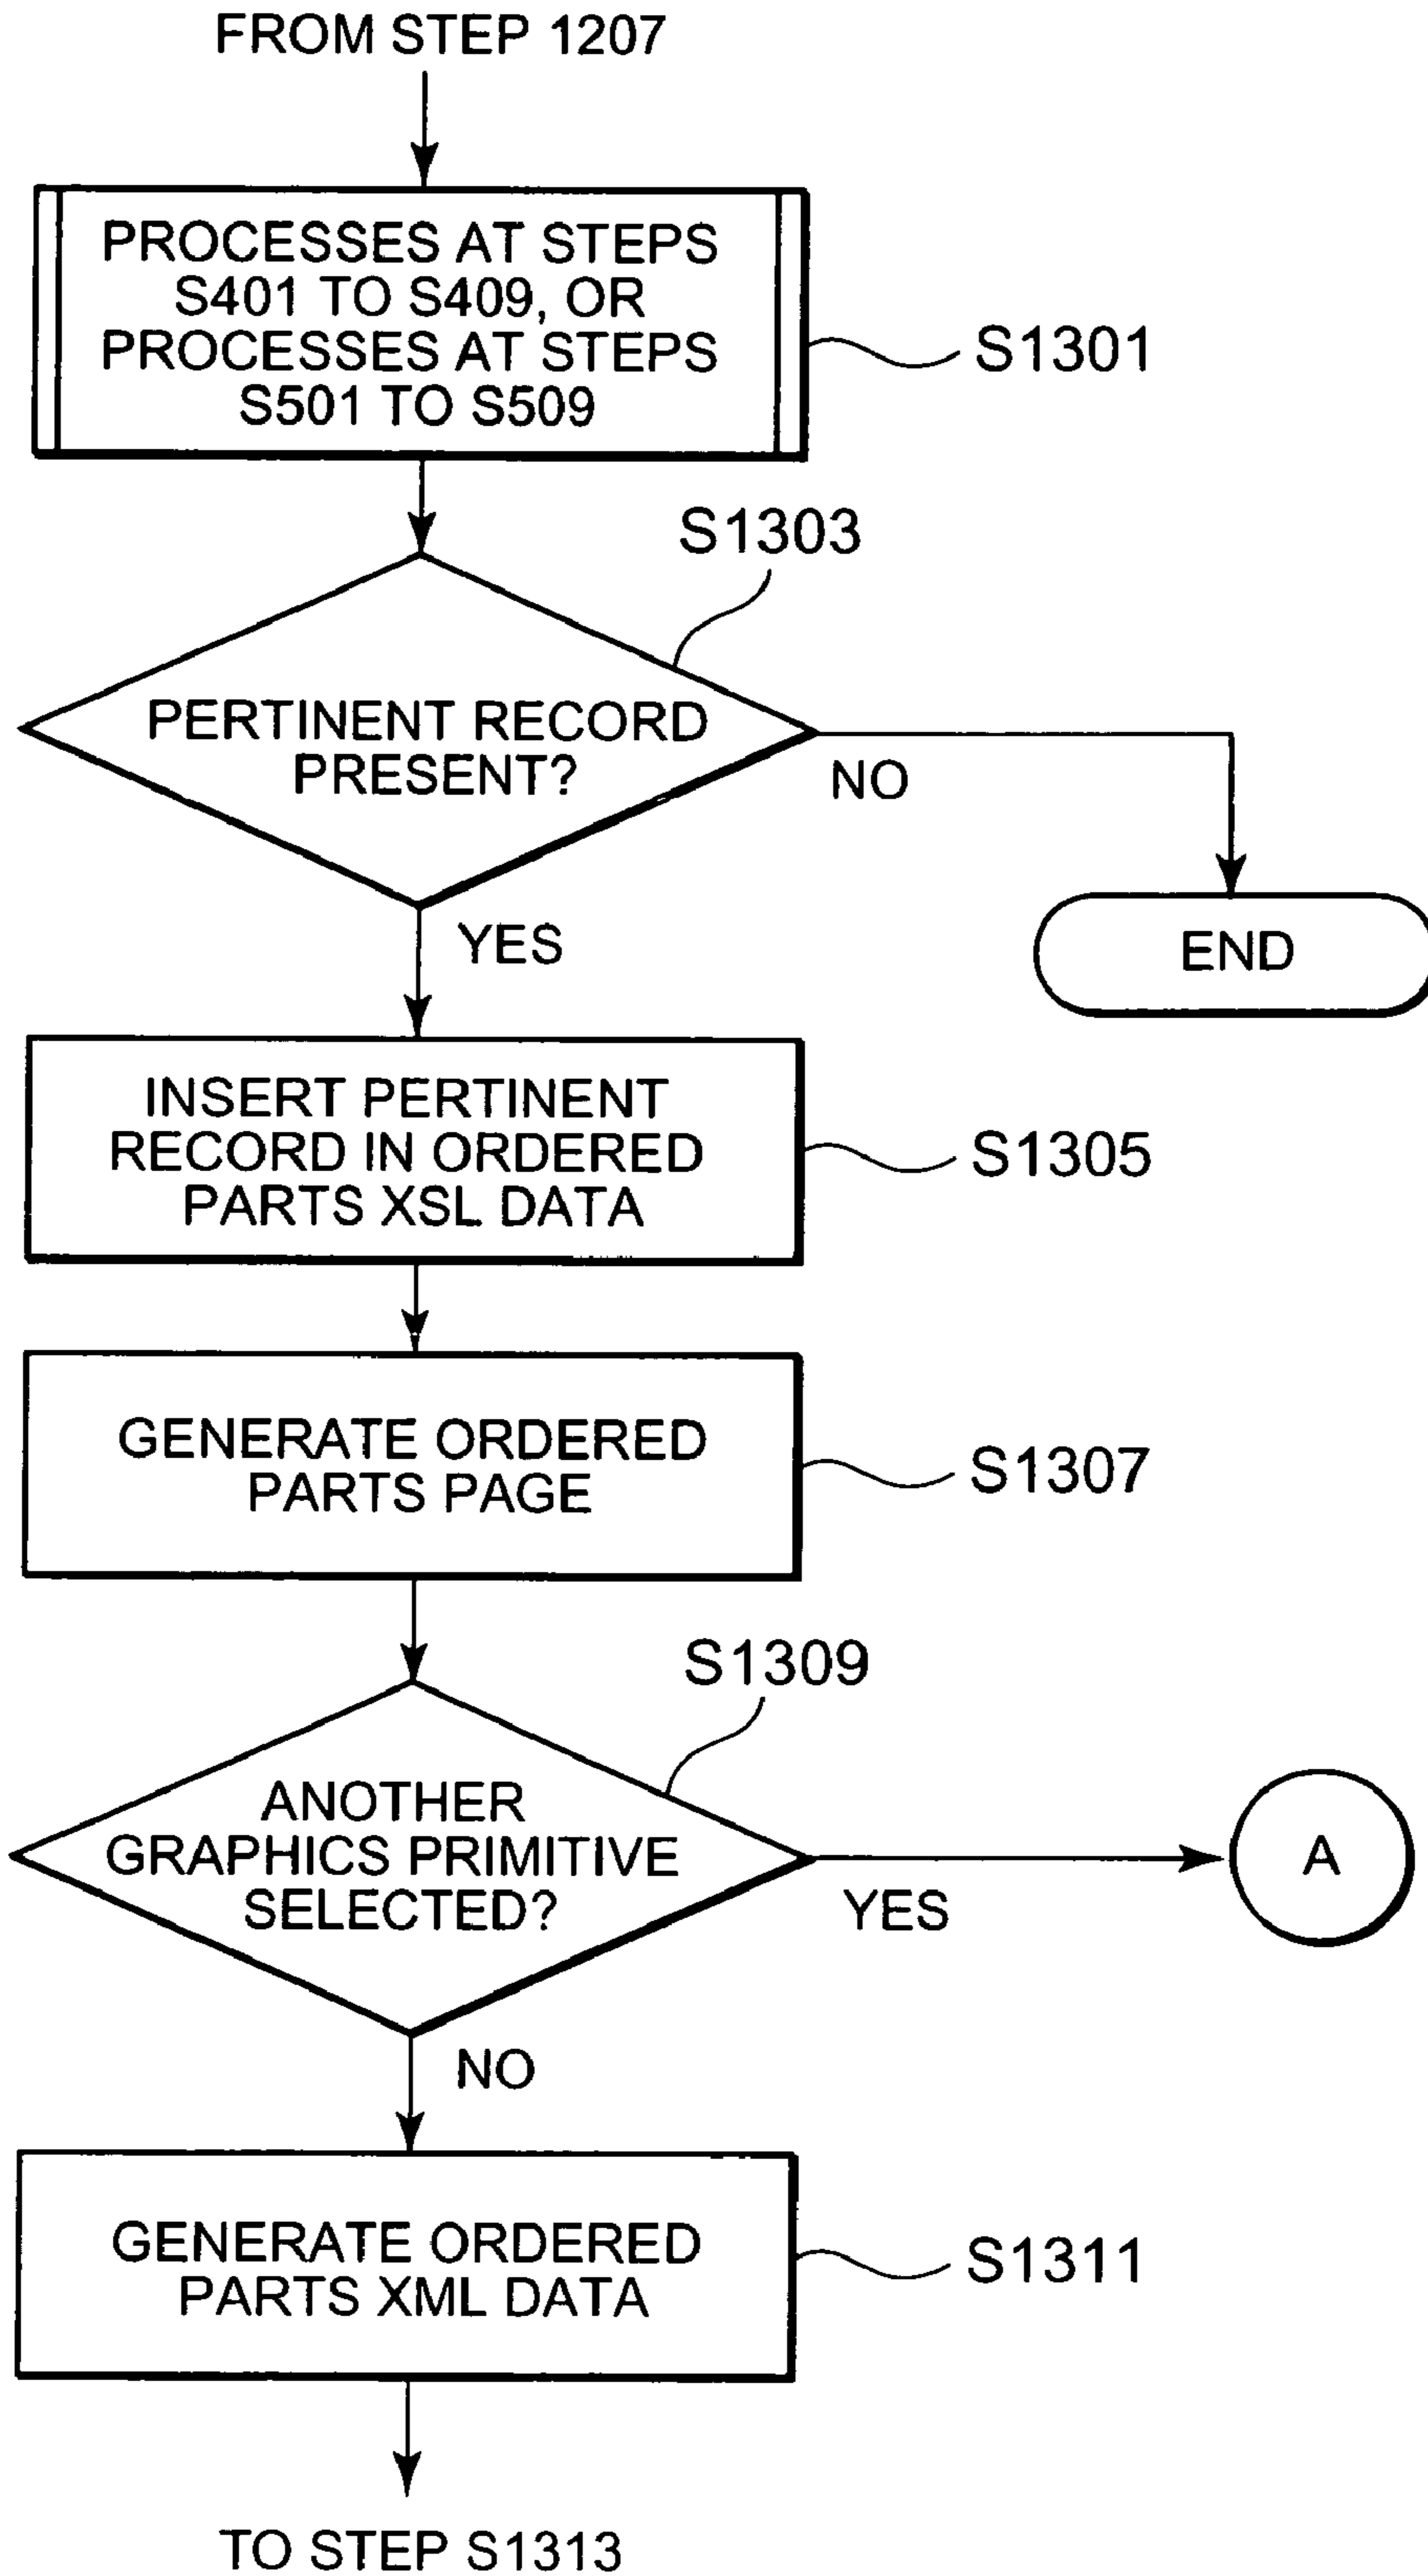 FROM STEP 1207
PROCESSES AT STEPS
S401 TO S409, OR
PROCESSES AT STEPS
S501 TO S509
S1301
S1303
PERTINENT RECORD
PRESENT?
NO
YES
END
INSERT PERTINENT
RECORD IN ORDERED
PARTS XSL DATA
S1305
GENERATE ORDERED
PARTS PAGE
S1307
S1309
ANOTHER
GRAPHICS PRIMITIVE
SELECTED?
A
YES
NO
GENERATE ORDERED
PARTS XML DATA
S1311
TO STEP S1313